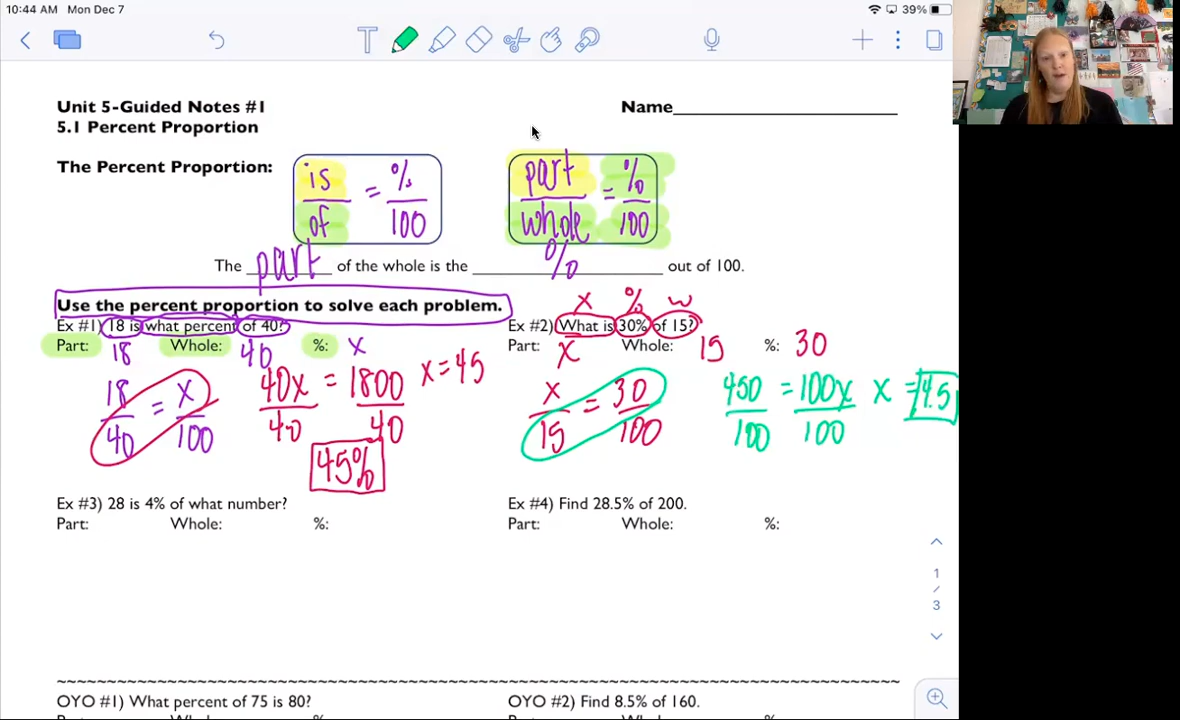 10:44 AM Mon Dec 7
39%
Unit 5-Guided Notes #1
Name
5.1 Percent Proportion
The Percent Proportion:
is/of = %/100
part/whole = %/100
The part of the whole is the % out of 100.
Use the percent proportion to solve each problem.
x % w
Ex #1) 18 is what percent of 40?
Part: 18 Whole: 40 %: x
18/40 = x/100
40x/40 = 1800/40
x = 45
45%
Ex #2) What is 30% of 15?
Part: x Whole: 15 %: 30
x/15 = 30/100
450/100 = 100x/100
x = 4.5
Ex #3) 28 is 4% of what number?
Part: Whole: %:
Ex #4) Find 28.5% of 200.
Part: Whole: %:
1
/
3
~~~~~~~~~~~~~~~~~~~~~~~~~~~~~~~~~~~~~~~~
OYO #1) What percent of 75 is 80?
OYO #2) Find 8.5% of 160.